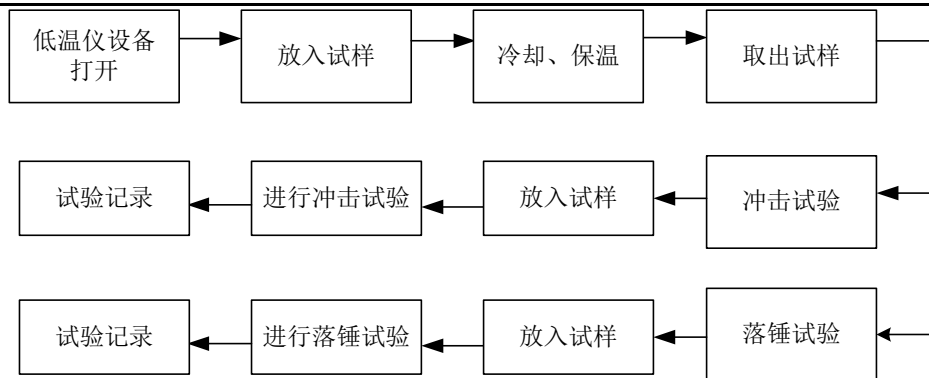 低温仪设备
打开
放入试样
冷却、保温
取出试样
试验记录
进行冲击试验
放入试样
冲击试验
试验记录
进行落锤试验
放入试样
落锤试验